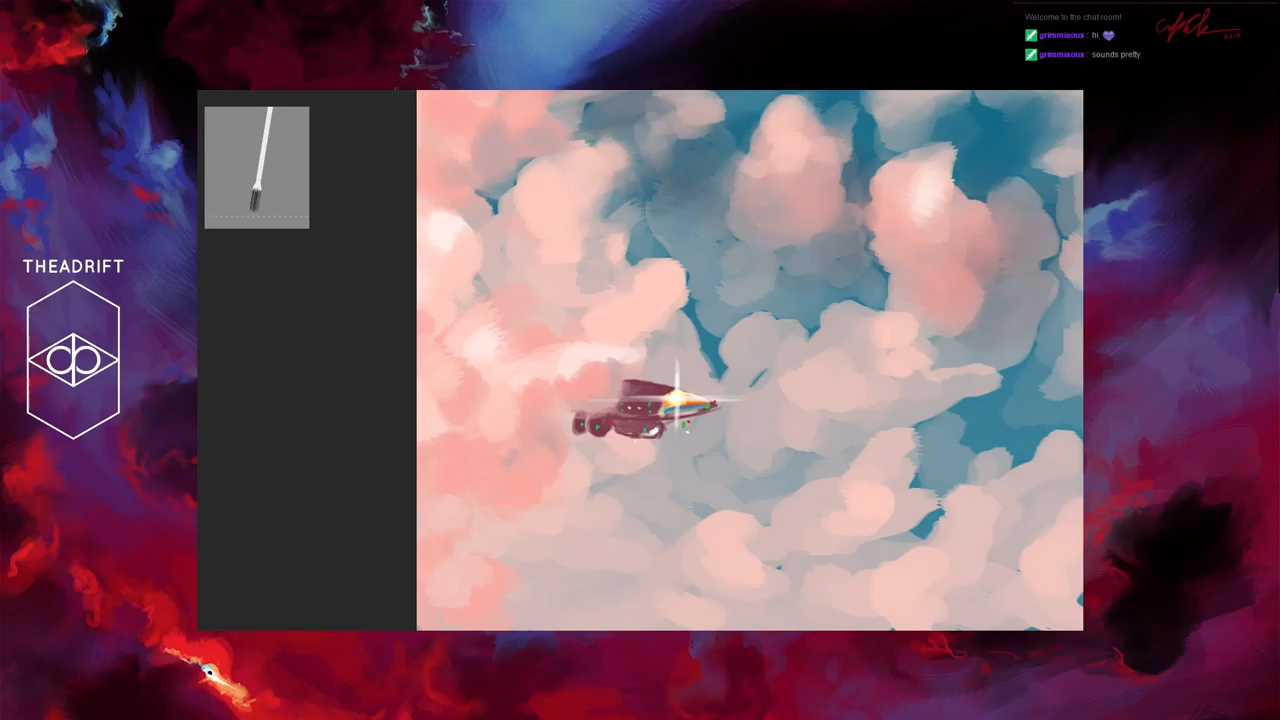 Welcome to the chat room!
grimmiaoux : hi
grimmiaoux : sounds pretty
THEADRIFT